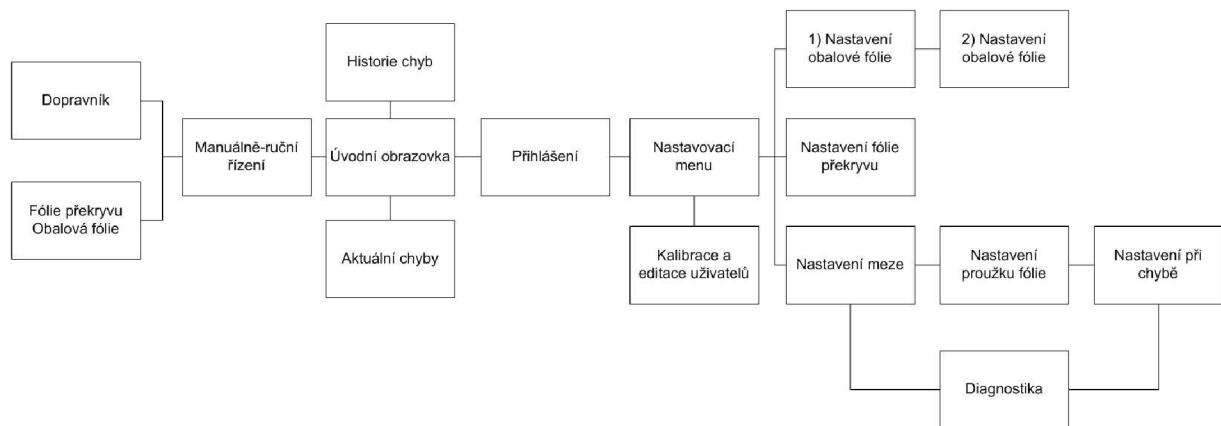 1) Nastavení
obalové fólie
2) Nastavení
obalové fólie
Historie chyb
Dopravník
Manuálně-ruční
řízení
Úvodní obrazovka
Přihlášení
Nastavovací
menu
Nastavení fólie
překryvu
Fólie překryvu
Obalová fólie
Aktuální chyby
Kalibrace a
editace uživatelů
Nastavení meze
Nastavení
proužku fólie
Nastavení při
chybě
Diagnostika